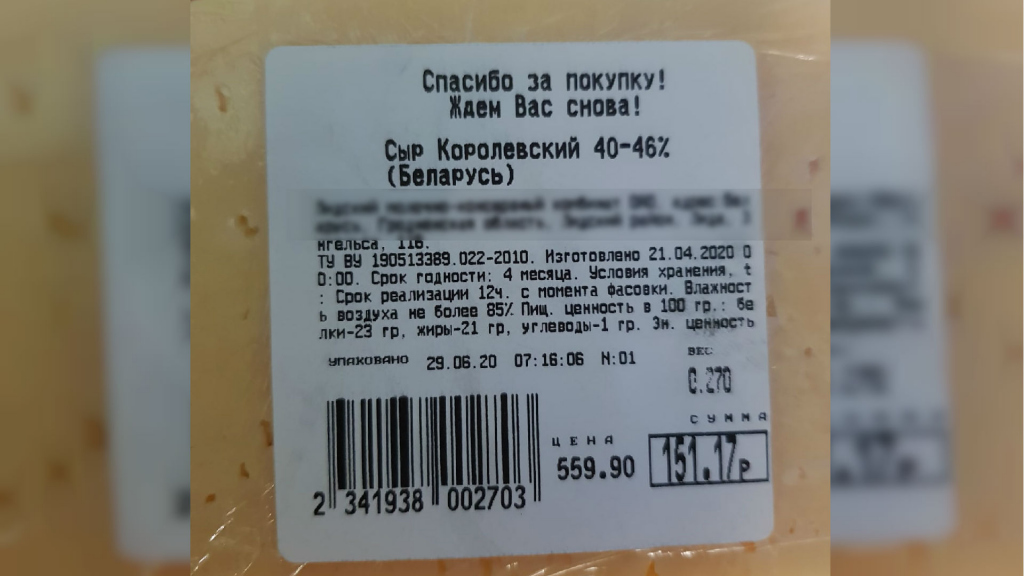 Спасибо за покупку!
Ждем Вас снова!
Сыр Королевский 40-46%
(Беларусь)
нгельса, 116.
ТУ BY 190513389.022-2010. Изготовлено 21.04.2020 0
0:00. Срок годности: 4 месяца. Условия хранения, t
: Срок реализации 12ч. с момента фасовки. Влажност
ь воздуха не более 85% Пищ. ценность в 100 гр.: бе
лки-23 гр, жиры-21 гр, углеводы-1 гр. Эн. ценность
УПАКОВАНО 29.06.20 07:16:06 N:01
ВЕС
0.270
СУММА
ЦЕНА
559.90
151.17р
2 341938 002703